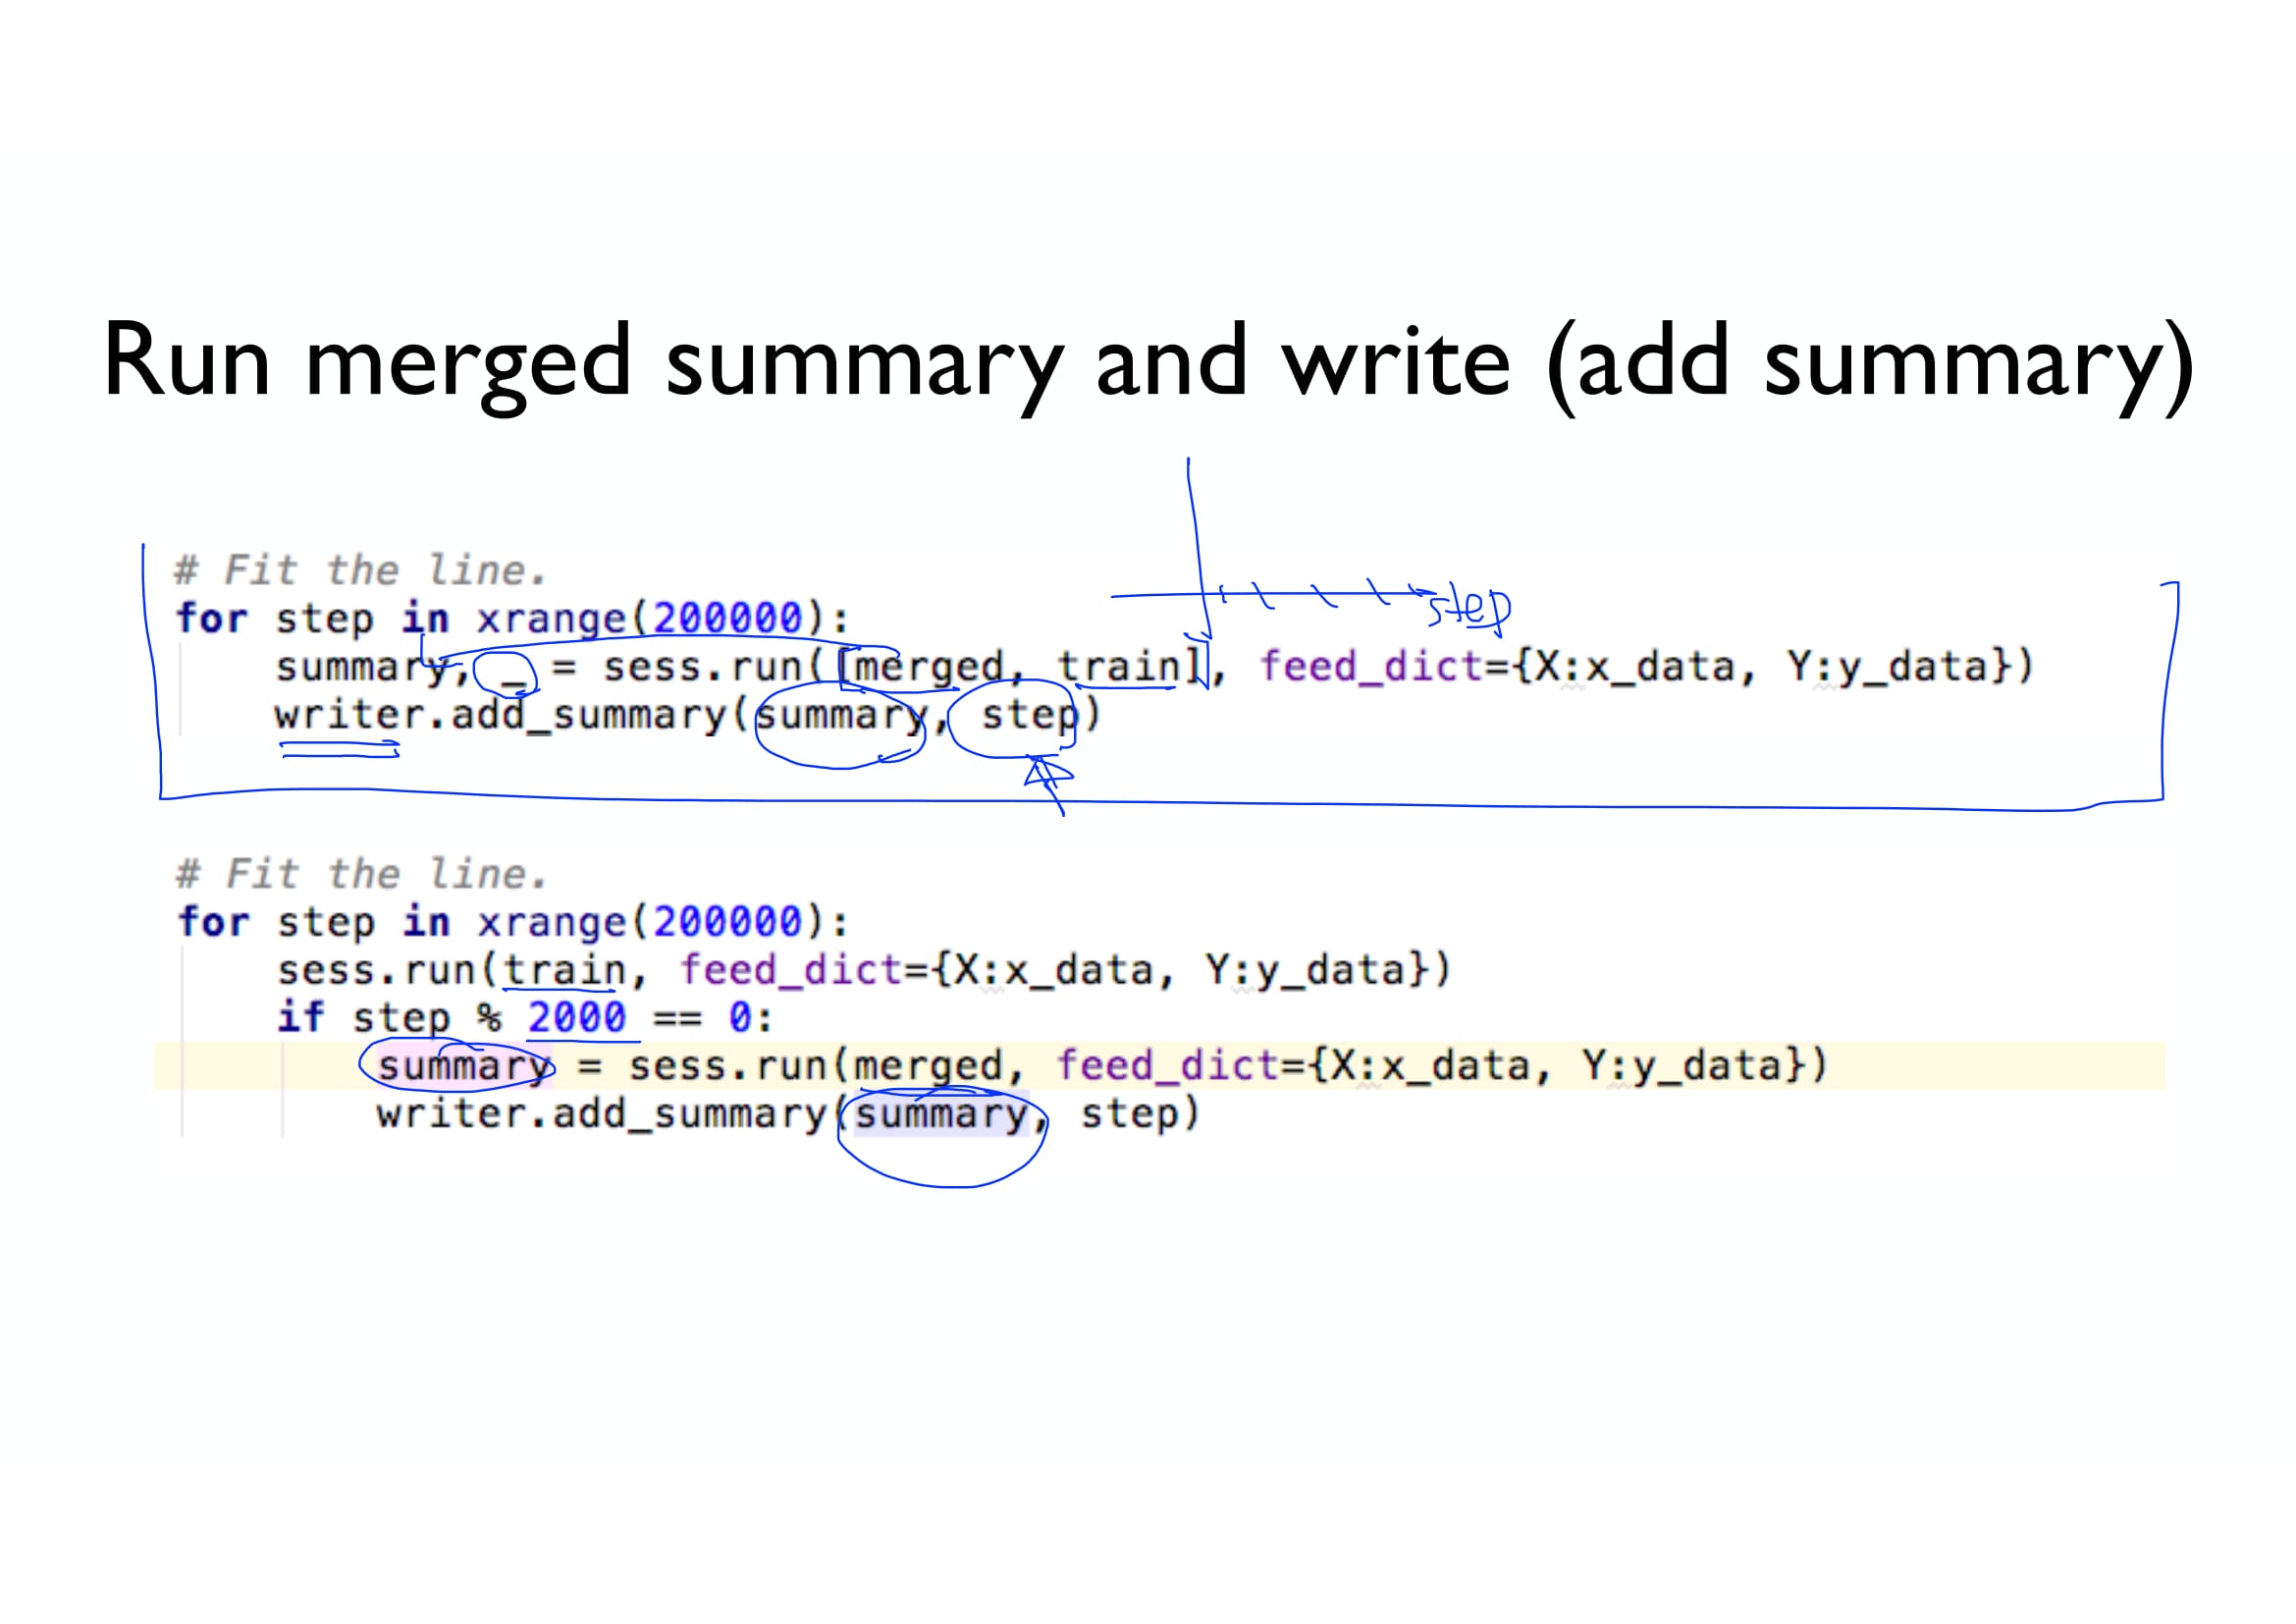 Run merged summary and write (add summary)
step
# Fit the line.
for step in xrange(200000):
    summary, _ = sess.run([merged, train], feed_dict={X:x_data, Y:y_data})
    writer.add_summary(summary, step)
# Fit the line.
for step in xrange(200000):
    sess.run(train, feed_dict={X:x_data, Y:y_data})
    if step % 2000 == 0:
        summary = sess.run(merged, feed_dict={X:x_data, Y:y_data})
        writer.add_summary(summary, step)